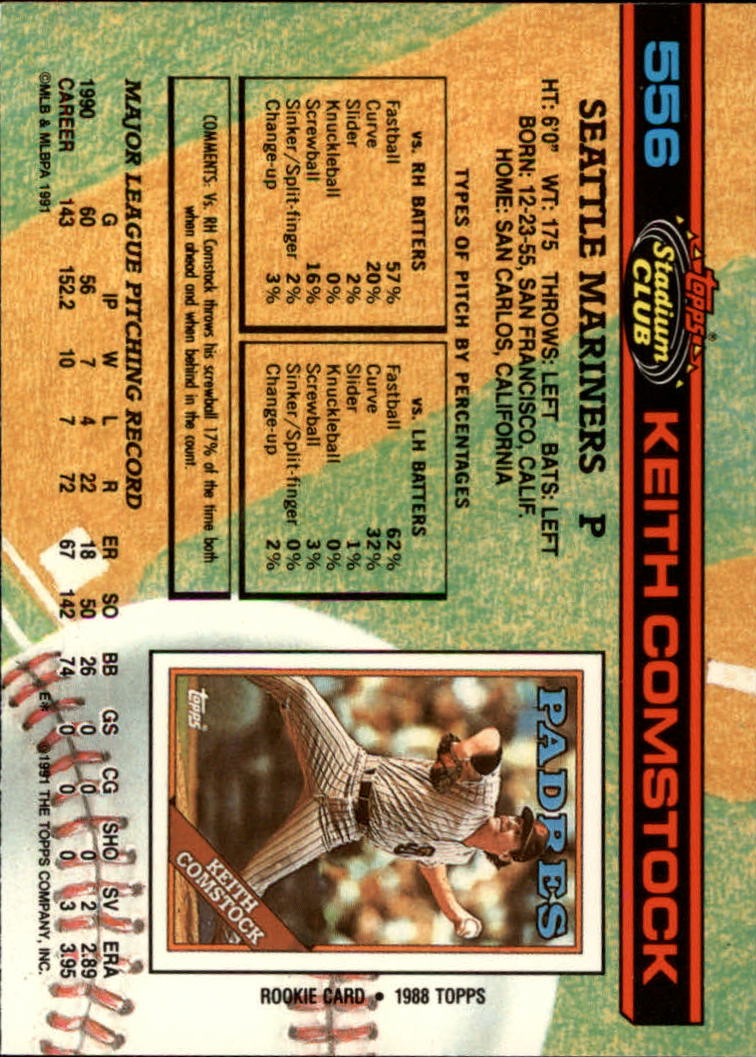 556
topps®
Stadium
CLUB
KEITH COMSTOCK
SEATTLE MARINERS P
HT: 6'0" WT: 175 THROWS: LEFT BATS: LEFT
BORN: 12-23-55, SAN FRANCISCO, CALIF.
HOME: SAN CARLOS, CALIFORNIA
TYPES OF PITCH BY PERCENTAGES
vs. RH BATTERS
Fastball 57%
Curve 20%
Slider 2%
Knuckleball 0%
Screwball 16%
Sinker/Split-finger 2%
Change-up 3%
vs. LH BATTERS
Fastball 62%
Curve 32%
Slider 1%
Knuckleball 0%
Screwball 3%
Sinker/Split-finger 0%
Change-up 2%
COMMENTS: Vs. RH Comstock throws his screwball 17% of the time both
when ahead and when behind in the count.
PADRES
topps
KEITH
COMSTOCK
ROOKIE CARD • 1988 TOPPS
MAJOR LEAGUE PITCHING RECORD
G IP W L R ER SO BB GS CG SHO SV ERA
1990 60 56 7 4 22 18 50 26 0 0 0 2 2.89
CAREER 143 152.2 10 7 72 67 142 74 0 0 0 3 3.95
©MLB & MLBPA 1991
E* ©1991 THE TOPPS COMPANY, INC.